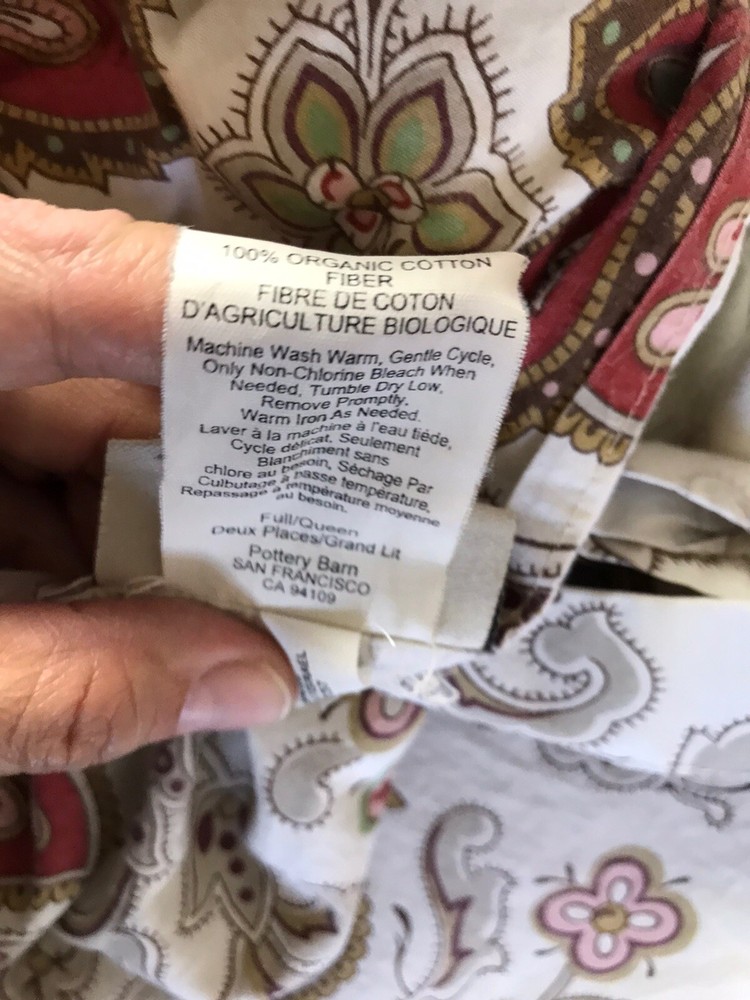 100% ORGANIC COTTON
FIBER
FIBRE DE COTON
D'AGRICULTURE BIOLOGIQUE
Machine Wash Warm, Gentle Cycle,
Only Non-Chlorine Bleach When
Needed, Tumble Dry Low,
Remove Promptly.
Warm Iron As Needed.
Laver à la machine à l'eau tiède,
Cycle délicat, Seulement
Blanchiment sans
chlore au besoin, Séchage Par
Culbutage à basse température,
Repassage à température moyenne
au besoin.
Full/Queen
Deux Places/Grand Lit
Pottery Barn
SAN FRANCISCO
CA 94109